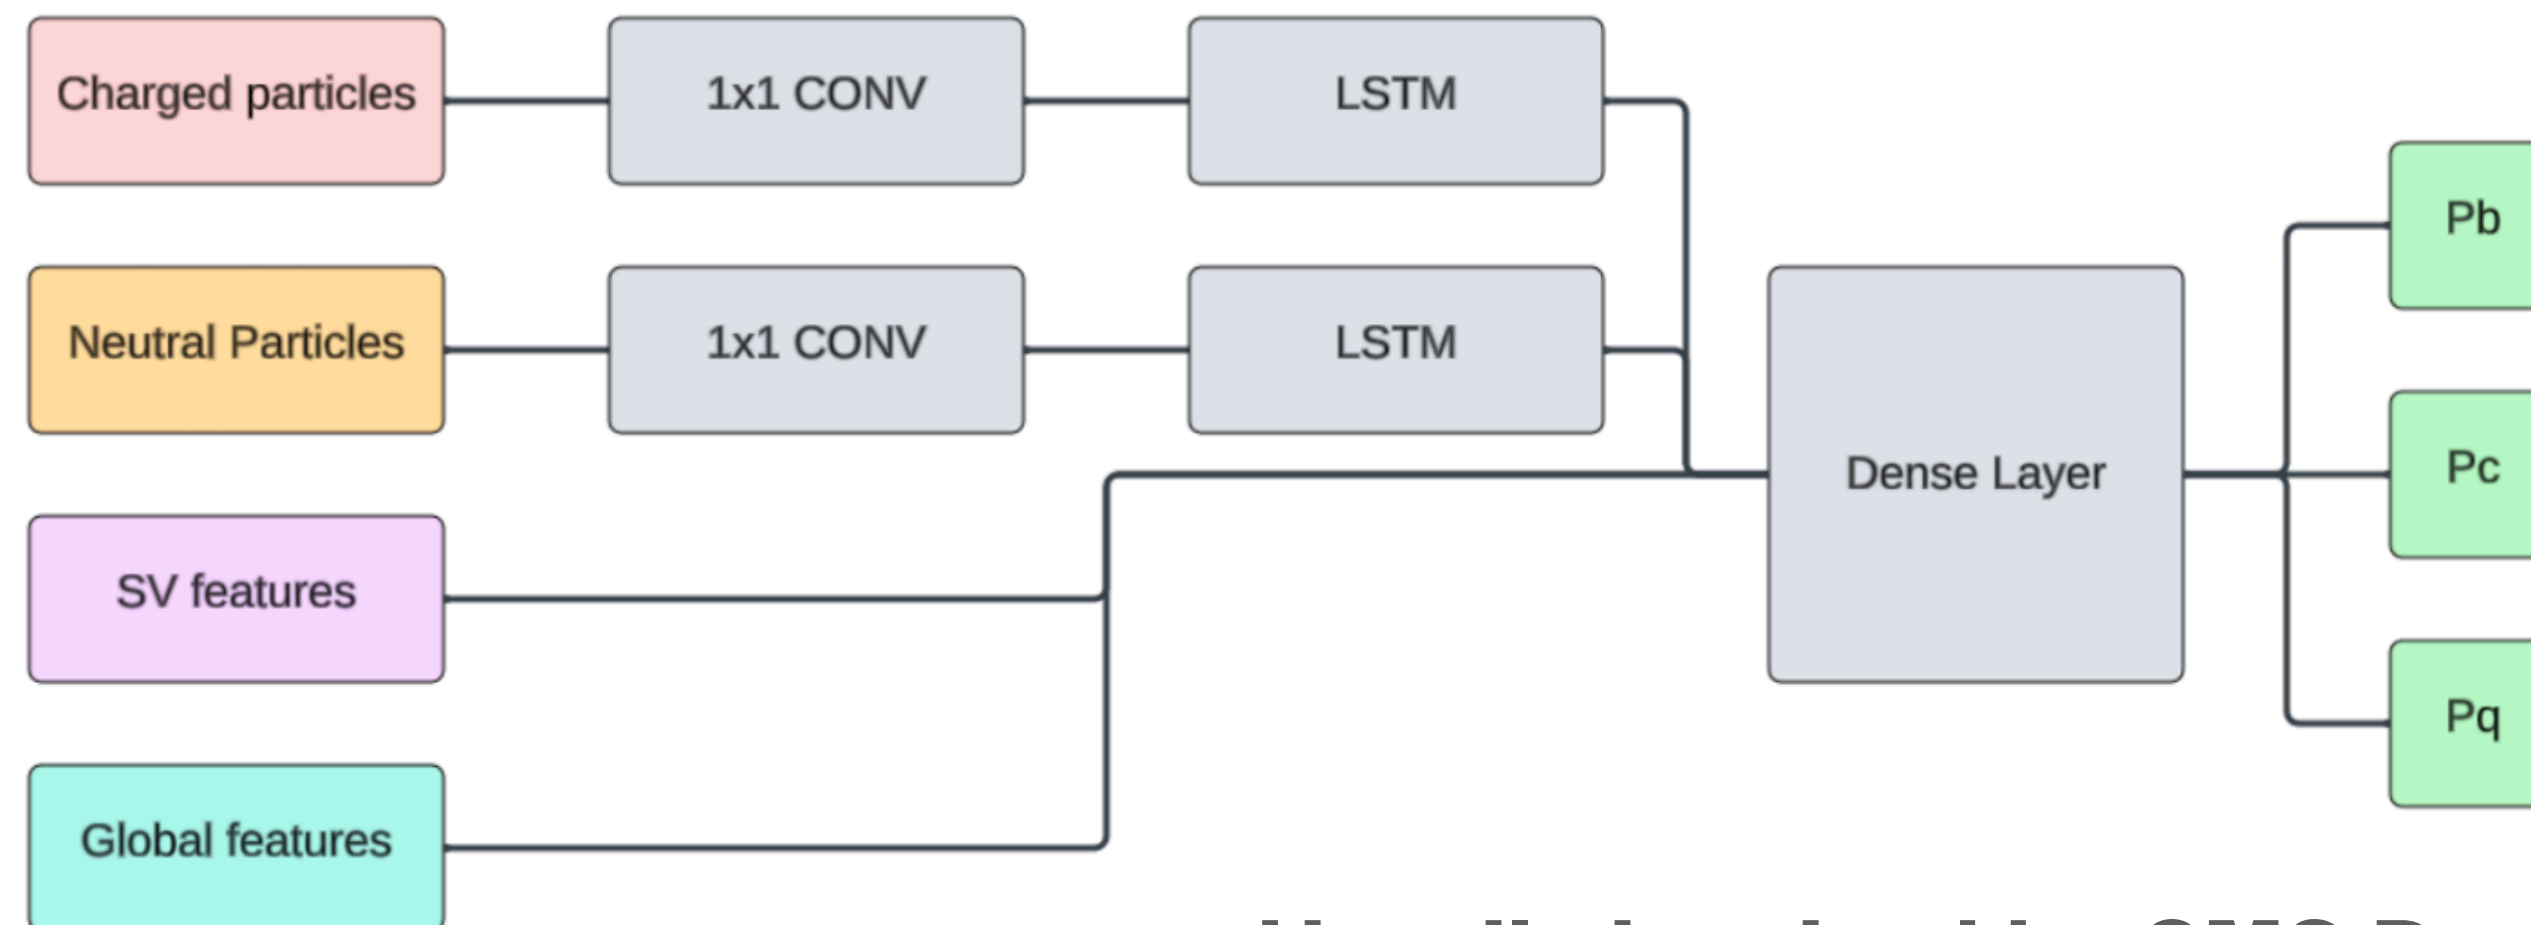 Charged particles
1x1 CONV
LSTM
Neutral Particles
1x1 CONV
LSTM
SV features
Global features
Dense Layer
Pb
Pc
Pq